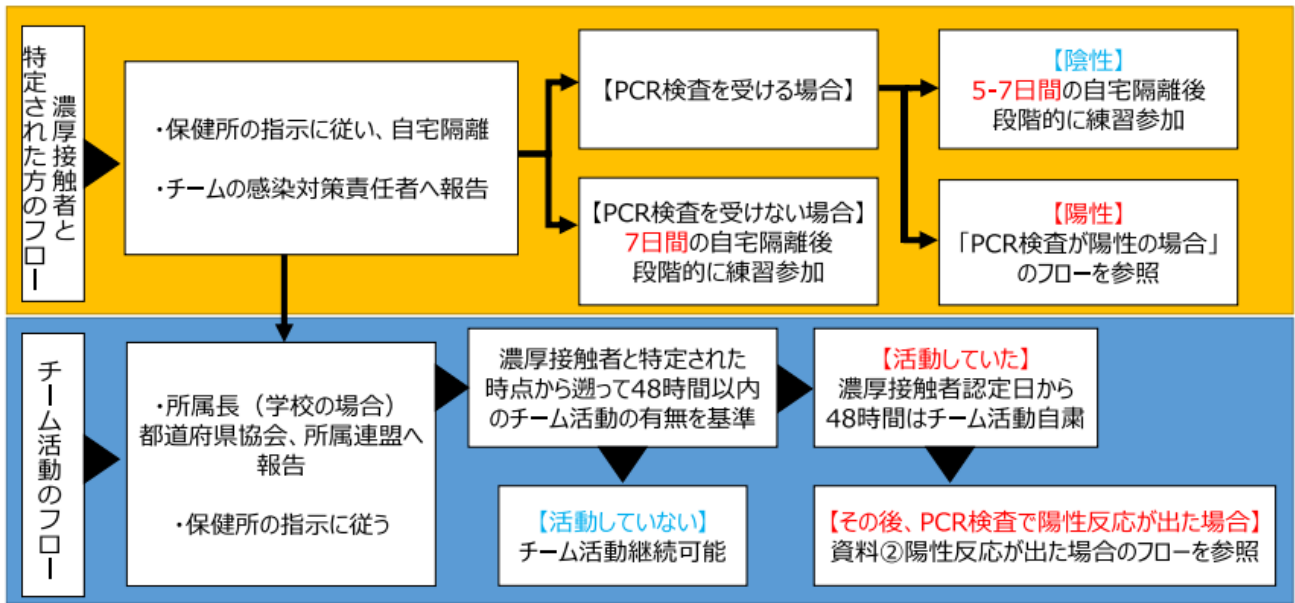 濃厚接触者と
特定された方のフロー
・保健所の指示に従い、自宅隔離
・チームの感染対策責任者へ報告
【PCR検査を受ける場合】
【陰性】
5-7日間の自宅隔離後
段階的に練習参加
【PCR検査を受けない場合】
7日間の自宅隔離後
段階的に練習参加
【陽性】
「PCR検査が陽性の場合」
のフローを参照
チーム活動のフロー
・所属長（学校の場合）
都道府県協会、所属連盟へ
報告
・保健所の指示に従う
濃厚接触者と特定された
時点から遡って48時間以内
のチーム活動の有無を基準
【活動していた】
濃厚接触者認定日から
48時間はチーム活動自粛
【活動していない】
チーム活動継続可能
【その後、PCR検査で陽性反応が出た場合】
資料②陽性反応が出た場合のフローを参照